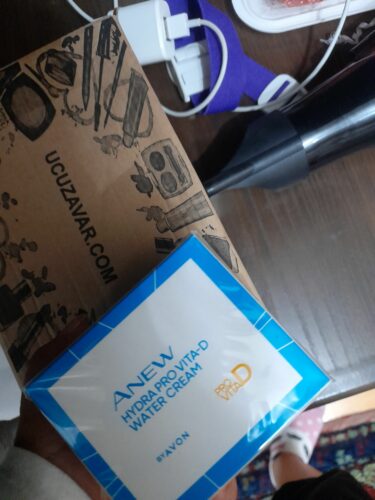 UCUZAVAR.COM
ANEW
HYDRA PRO VITA-D
WATER CREAM
BY AVON
PRO
VITA D